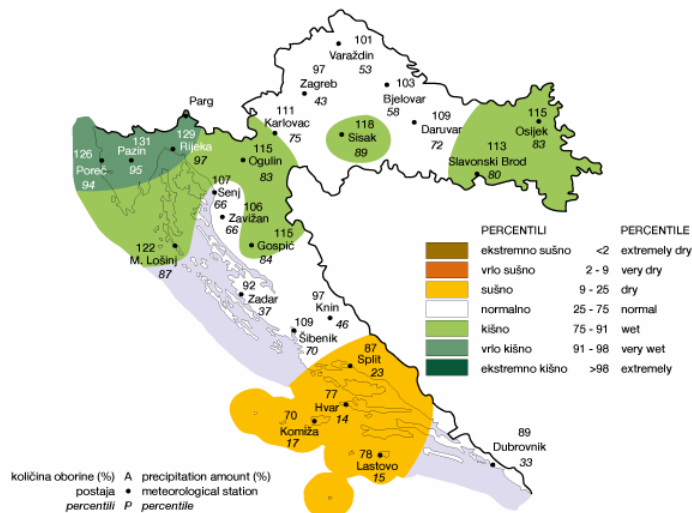 101
Varaždin
53
97
Zagreb
43
103
Bjelovar
58
Parg
111
Karlovac
75
118
Sisak
89
109
Daruvar
72
115
Osijek
83
113
Slavonski Brod
80
126
Poreč
94
131
Pazin
95
129
Rijeka
97
115
Ogulin
83
107
Senj
66
106
Zavižan
66
115
Gospić
84
122
M. Lošinj
87
92
Zadar
37
97
Knin
46
109
Šibenik
70
87
Split
23
77
Hvar
14
70
Komiža
17
78
Lastovo
15
89
Dubrovnik
33
PERCENTILI PERCENTILE
ekstremno sušno <2 extremely dry
vrlo sušno 2 - 9 very dry
sušno 9 - 25 dry
normalno 25 - 75 normal
kišno 75 - 91 wet
vrlo kišno 91 - 98 very wet
ekstremno kišno >98 extremely
količina oborine (%) A precipitation amount (%)
postaja • meteorological station
percentili P percentile